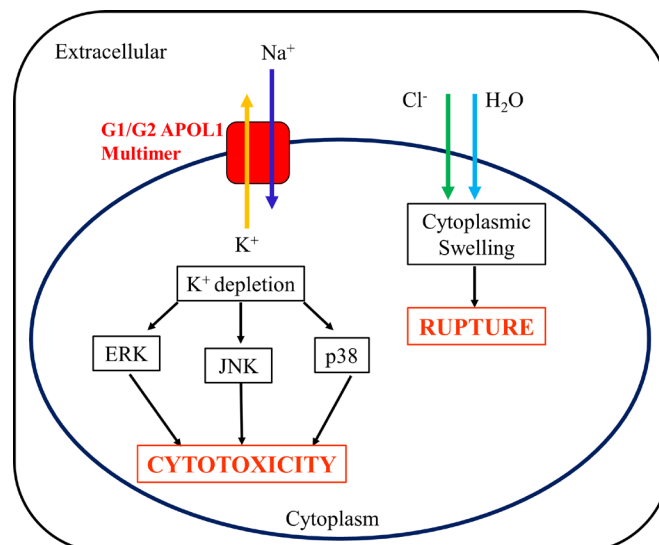 Extracellular
Na⁺
Cl⁻
H₂O
G1/G2 APOL1
Multimer
K⁺
Cytoplasmic
Swelling
K⁺ depletion
RUPTURE
ERK
JNK
p38
CYTOTOXICITY
Cytoplasm